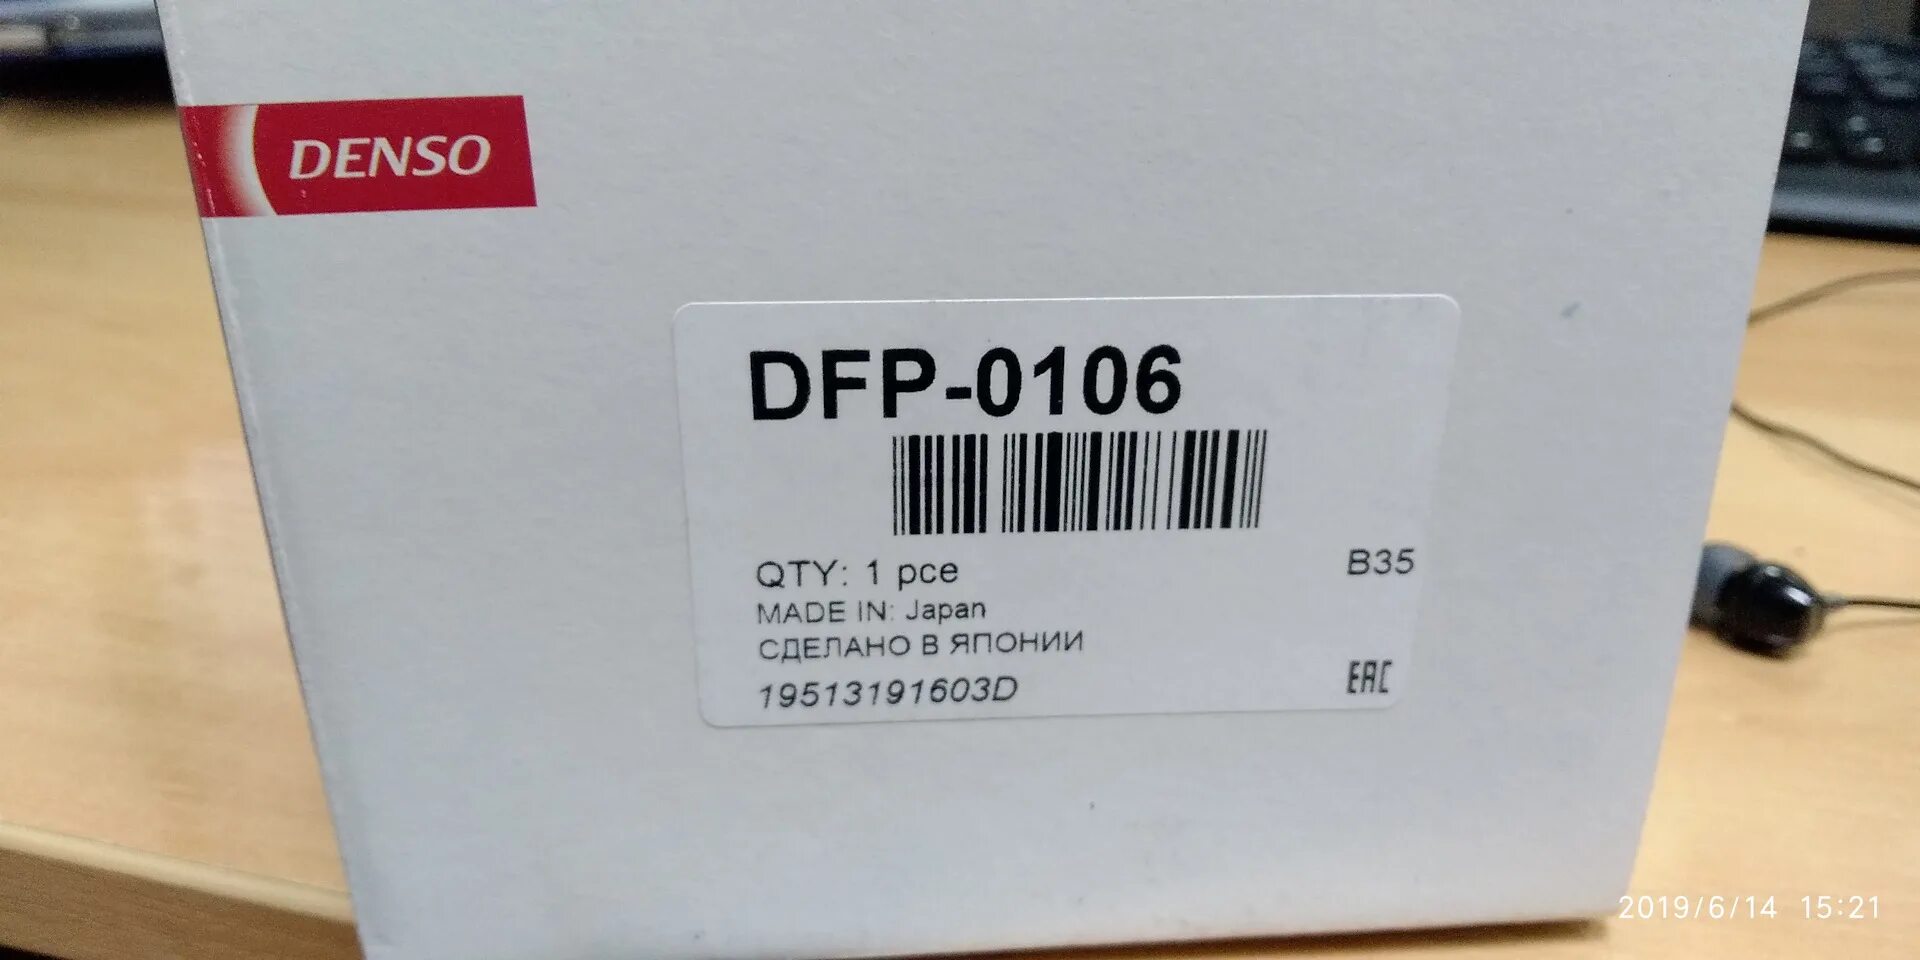 DENSO
DFP-0106
QTY: 1 pce
B35
MADE IN: Japan
СДЕЛАНО В ЯПОНИИ
19513191603D
EAC
2019/6/14 15:21